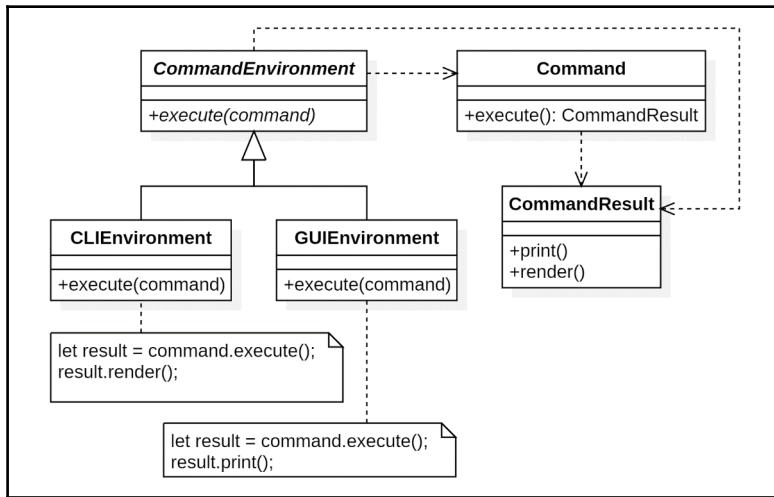 CommandEnvironment
+execute(command)
Command
+execute(): CommandResult
CommandResult
+print()
+render()
CLIEnvironment
+execute(command)
GUIEnvironment
+execute(command)
let result = command.execute();
result.render();
let result = command.execute();
result.print();